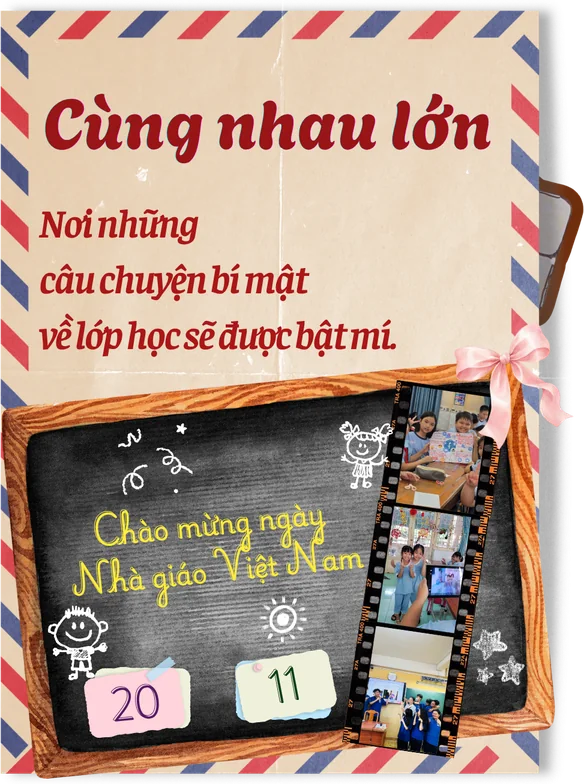 Cùng nhau lớn
Nơi những
câu chuyện bí mật
về lớp học sẽ được bật mí.
Chào mừng ngày
Nhà giáo Việt Nam
20
11